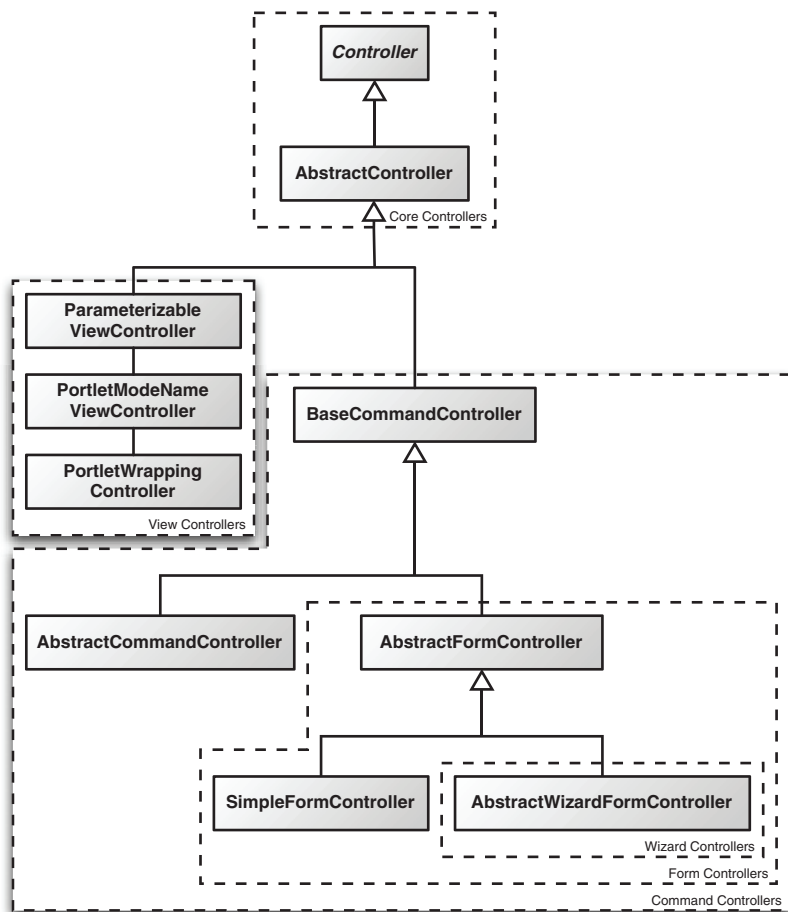 Controller
AbstractController
Core Controllers
Parameterizable
ViewController
PortletModeName
ViewController
BaseCommandController
PortletWrapping
Controller
View Controllers
AbstractCommandController
AbstractFormController
SimpleFormController
AbstractWizardFormController
Wizard Controllers
Form Controllers
Command Controllers